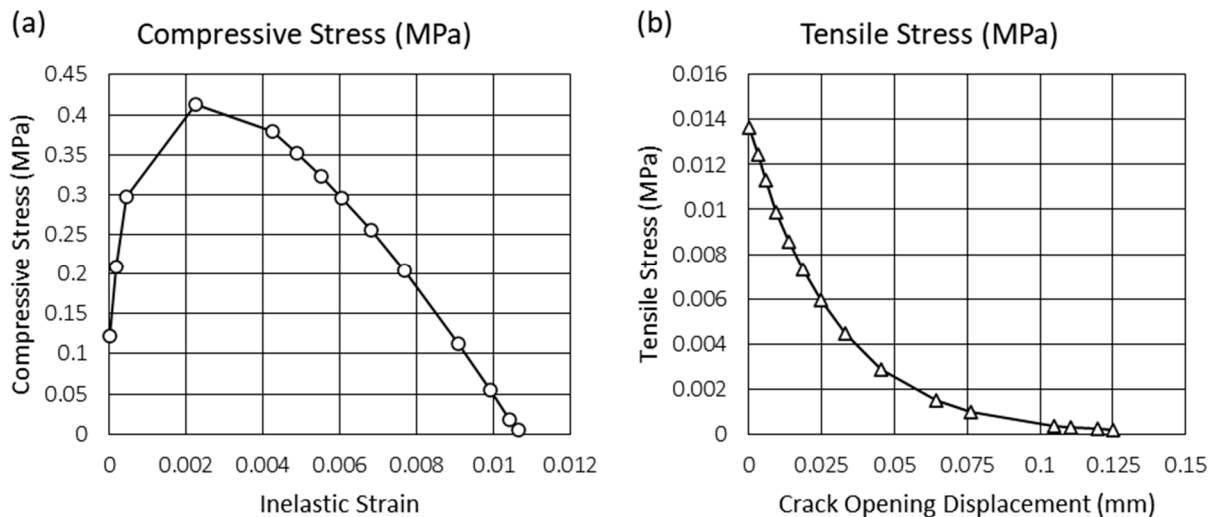 (a)
Compressive Stress (MPa)
Compressive Stress (MPa)
0.45
0.4
0.35
0.3
0.25
0.2
0.15
0.1
0.05
0
0 0.002 0.004 0.006 0.008 0.01 0.012
Inelastic Strain
(b)
Tensile Stress (MPa)
Tensile Stress (MPa)
0.016
0.014
0.012
0.01
0.008
0.006
0.004
0.002
0
0 0.025 0.05 0.075 0.1 0.125 0.15
Crack Opening Displacement (mm)